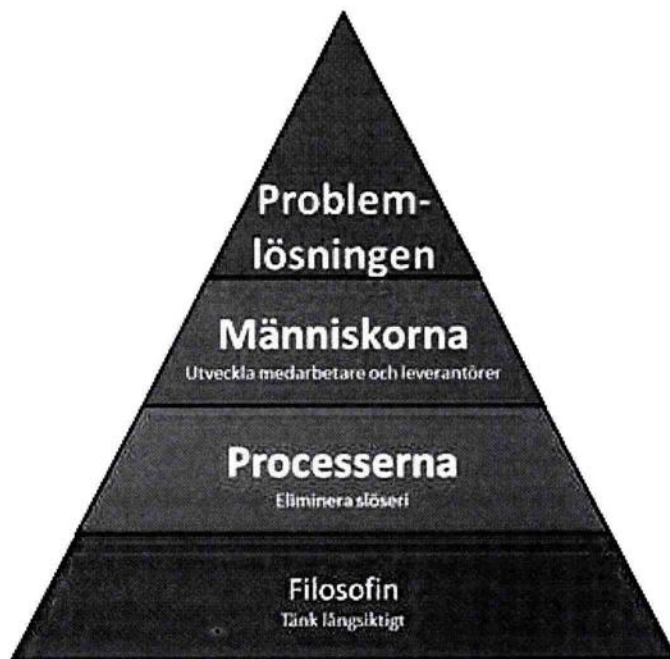 Problem-
lösningen
Människorna
Utveckla medarbetare och leverantörer
Processerna
Eliminera slöseri
Filosofin
Tänk långsiktigt